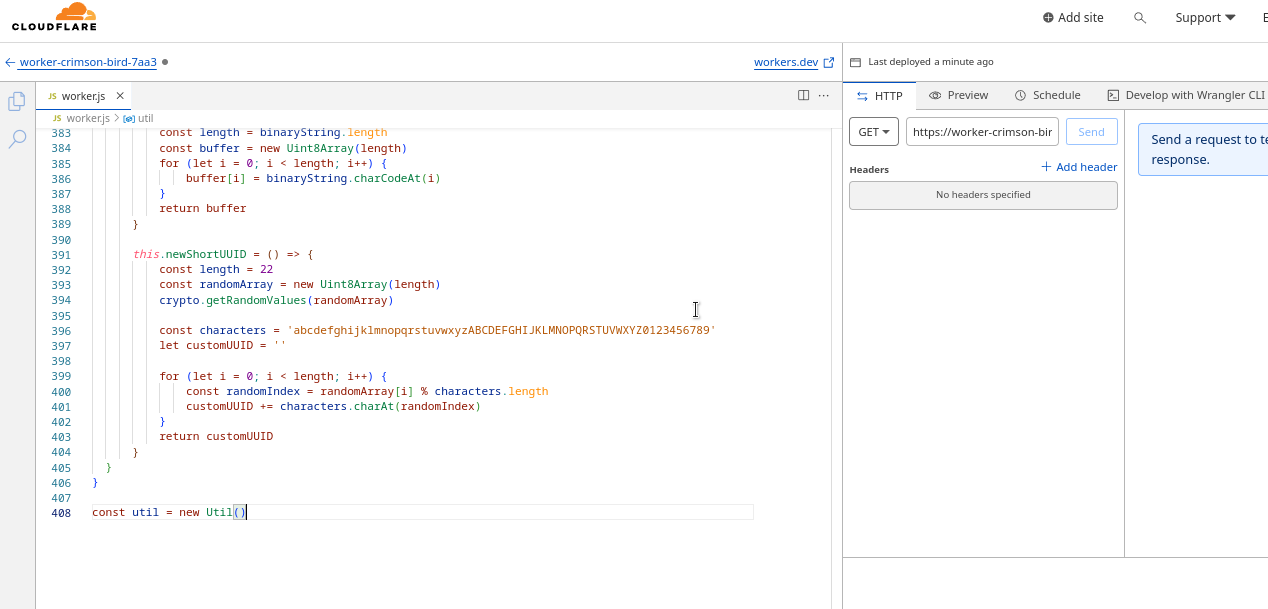 CLOUDFLARE
Add site
Support
E
worker-crimson-bird-7aa3
workers.dev
Last deployed a minute ago
JS worker.js
HTTP
Preview
Schedule
Develop with Wrangler CLI
JS worker.js > util
GET
https://worker-crimson-bir
Send
Send a request to te
response.
Headers
Add header
No headers specified
383 const length = binaryString.length
384 const buffer = new Uint8Array(length)
385 for (let i = 0; i < length; i++) {
386 buffer[i] = binaryString.charCodeAt(i)
387 }
388 return buffer
389 }
390
391 this.newShortUUID = () => {
392 const length = 22
393 const randomArray = new Uint8Array(length)
394 crypto.getRandomValues(randomArray)
395
396 const characters = 'abcdefghijklmnopqrstuvwxyzABCDEFGHIJKLMNOPQRSTUVWXYZ0123456789'
397 let customUUID = ''
398
399 for (let i = 0; i < length; i++) {
400 const randomIndex = randomArray[i] % characters.length
401 customUUID += characters.charAt(randomIndex)
402 }
403 return customUUID
404 }
405 }
406 }
407
408 const util = new Util()